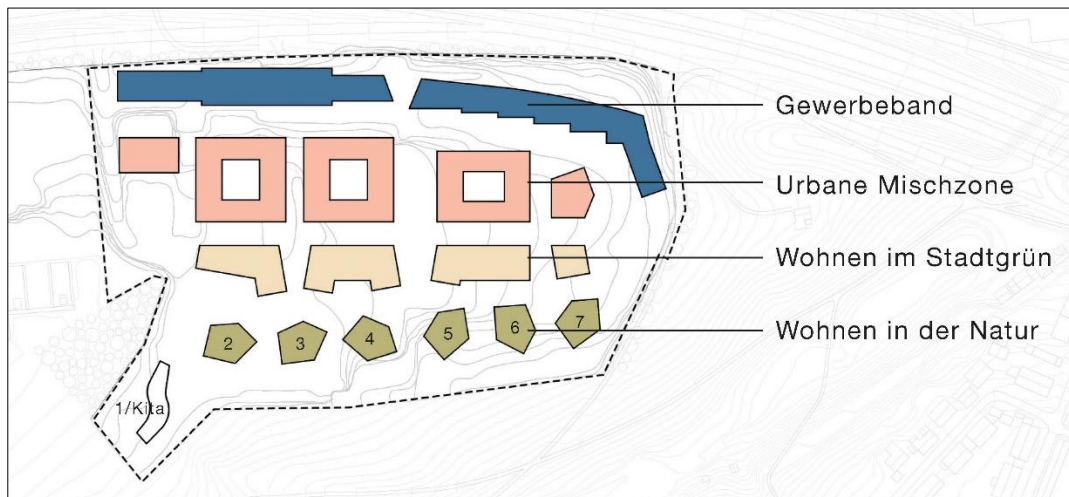 Gewerbeband
Urbane Mischzone
Wohnen im Stadtgrün
Wohnen in der Natur
2
3
4
5
6
7
1/Kita